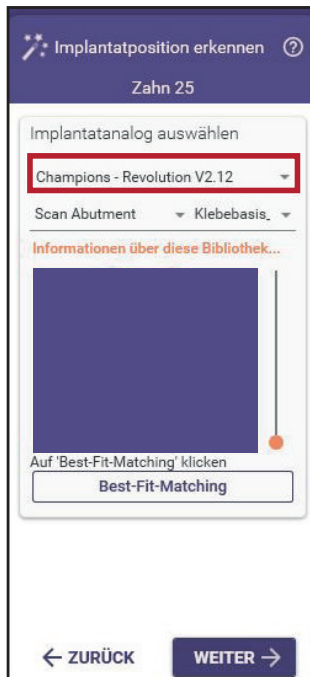 Implantatposition erkennen
Zahn 25
Implantatanalog auswählen
Champions - Revolution V2.12
Scan Abutment Klebebasis_
Informationen über diese Bibliothek...
Auf 'Best-Fit-Matching' klicken
Best-Fit-Matching
ZURÜCK WEITER